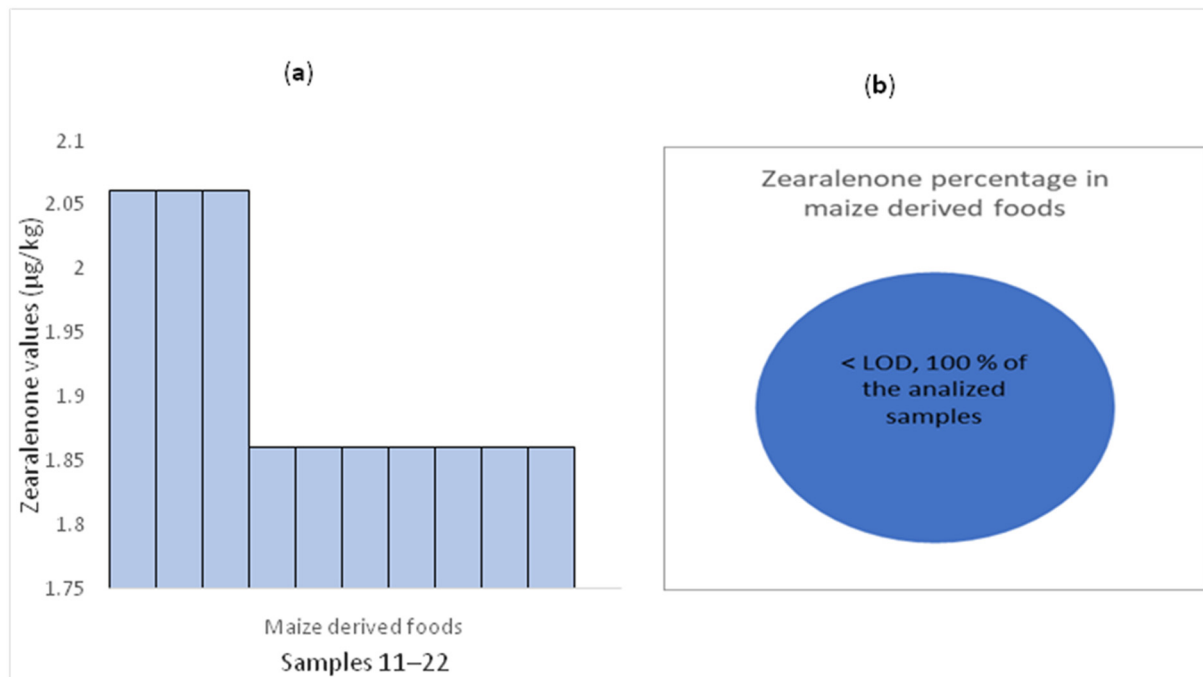 (a)
2.1
2.05
2
1.95
1.9
1.85
1.8
1.75
Zearalenone values (µg/kg)
Maize derived foods
Samples 11–22
(b)
Zearalenone percentage in
maize derived foods
< LOD, 100 % of
the analized
samples